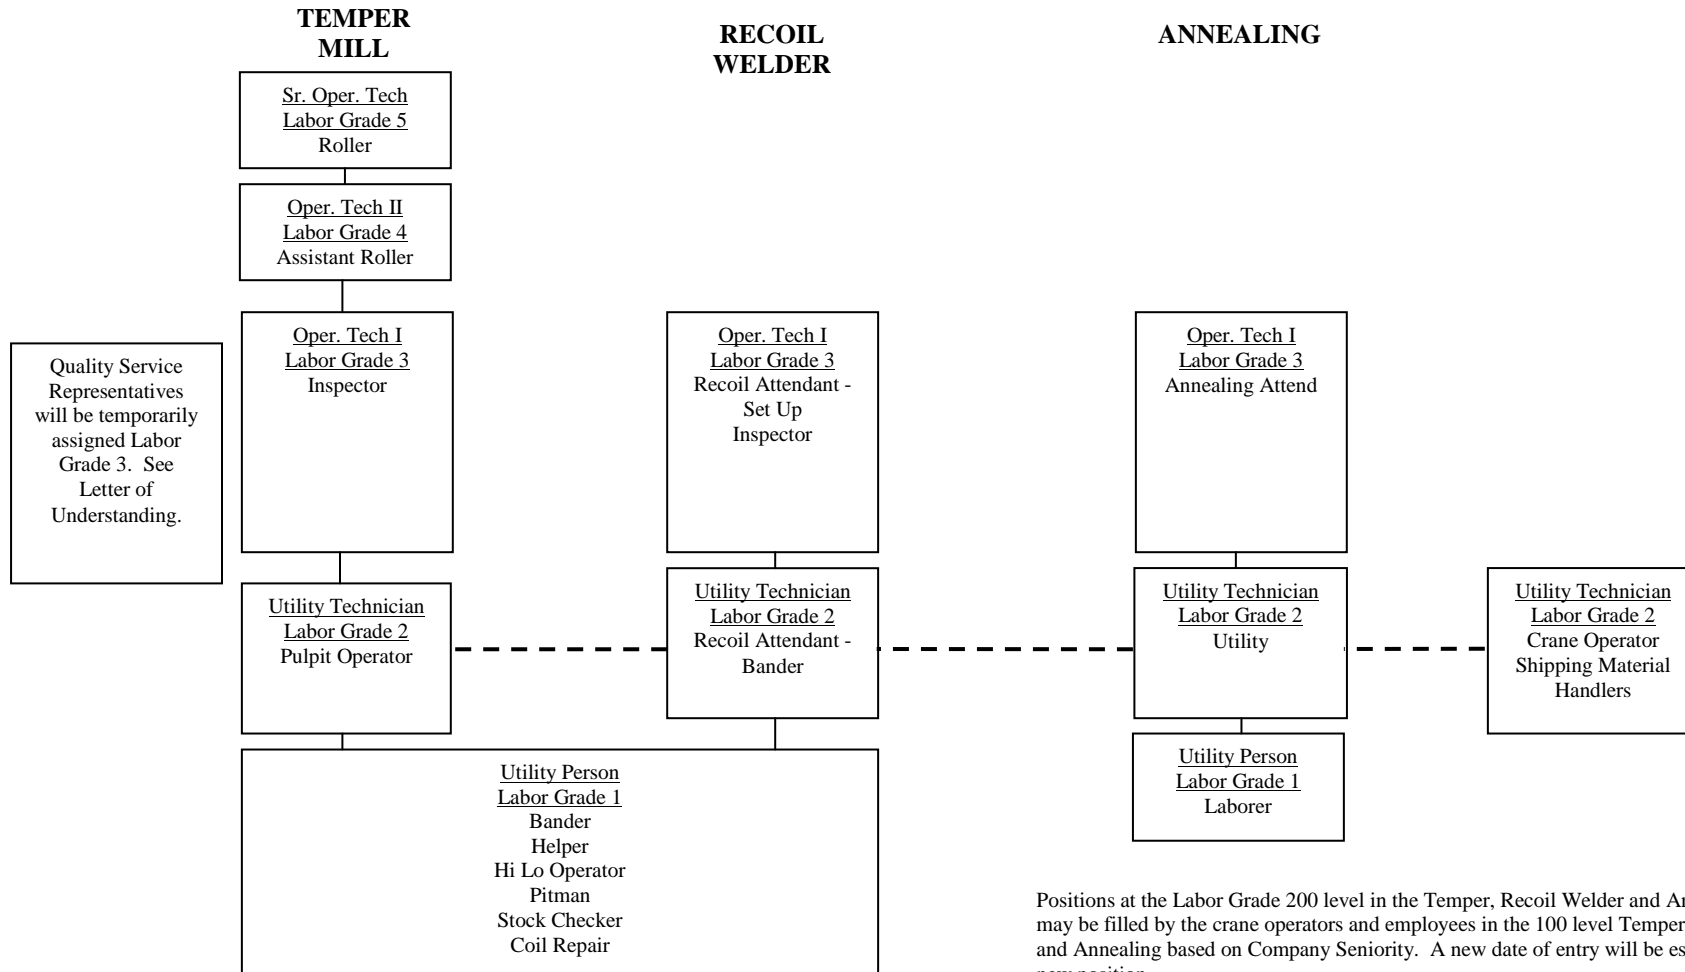 TEMPER
MILL
RECOIL
WELDER
ANNEALING
Sr. Oper. Tech
Labor Grade 5
Roller
Oper. Tech II
Labor Grade 4
Assistant Roller
Quality Service
Representatives
will be temporarily
assigned Labor
Grade 3.  See
Letter of
Understanding.
Oper. Tech I
Labor Grade 3
Inspector
Oper. Tech I
Labor Grade 3
Recoil Attendant -
Set Up
Inspector
Oper. Tech I
Labor Grade 3
Annealing Attend
Utility Technician
Labor Grade 2
Pulpit Operator
Utility Technician
Labor Grade 2
Recoil Attendant -
Bander
Utility Technician
Labor Grade 2
Utility
Utility Technician
Labor Grade 2
Crane Operator
Shipping Material
Handlers
Utility Person
Labor Grade 1
Bander
Helper
Hi Lo Operator
Pitman
Stock Checker
Coil Repair
Utility Person
Labor Grade 1
Laborer
Positions at the Labor Grade 200 level in the Temper, Recoil Welder and
may be filled by the crane operators and employees in the 100 level Temper
and Annealing based on Company Seniority.  A new date of entry will be
new position